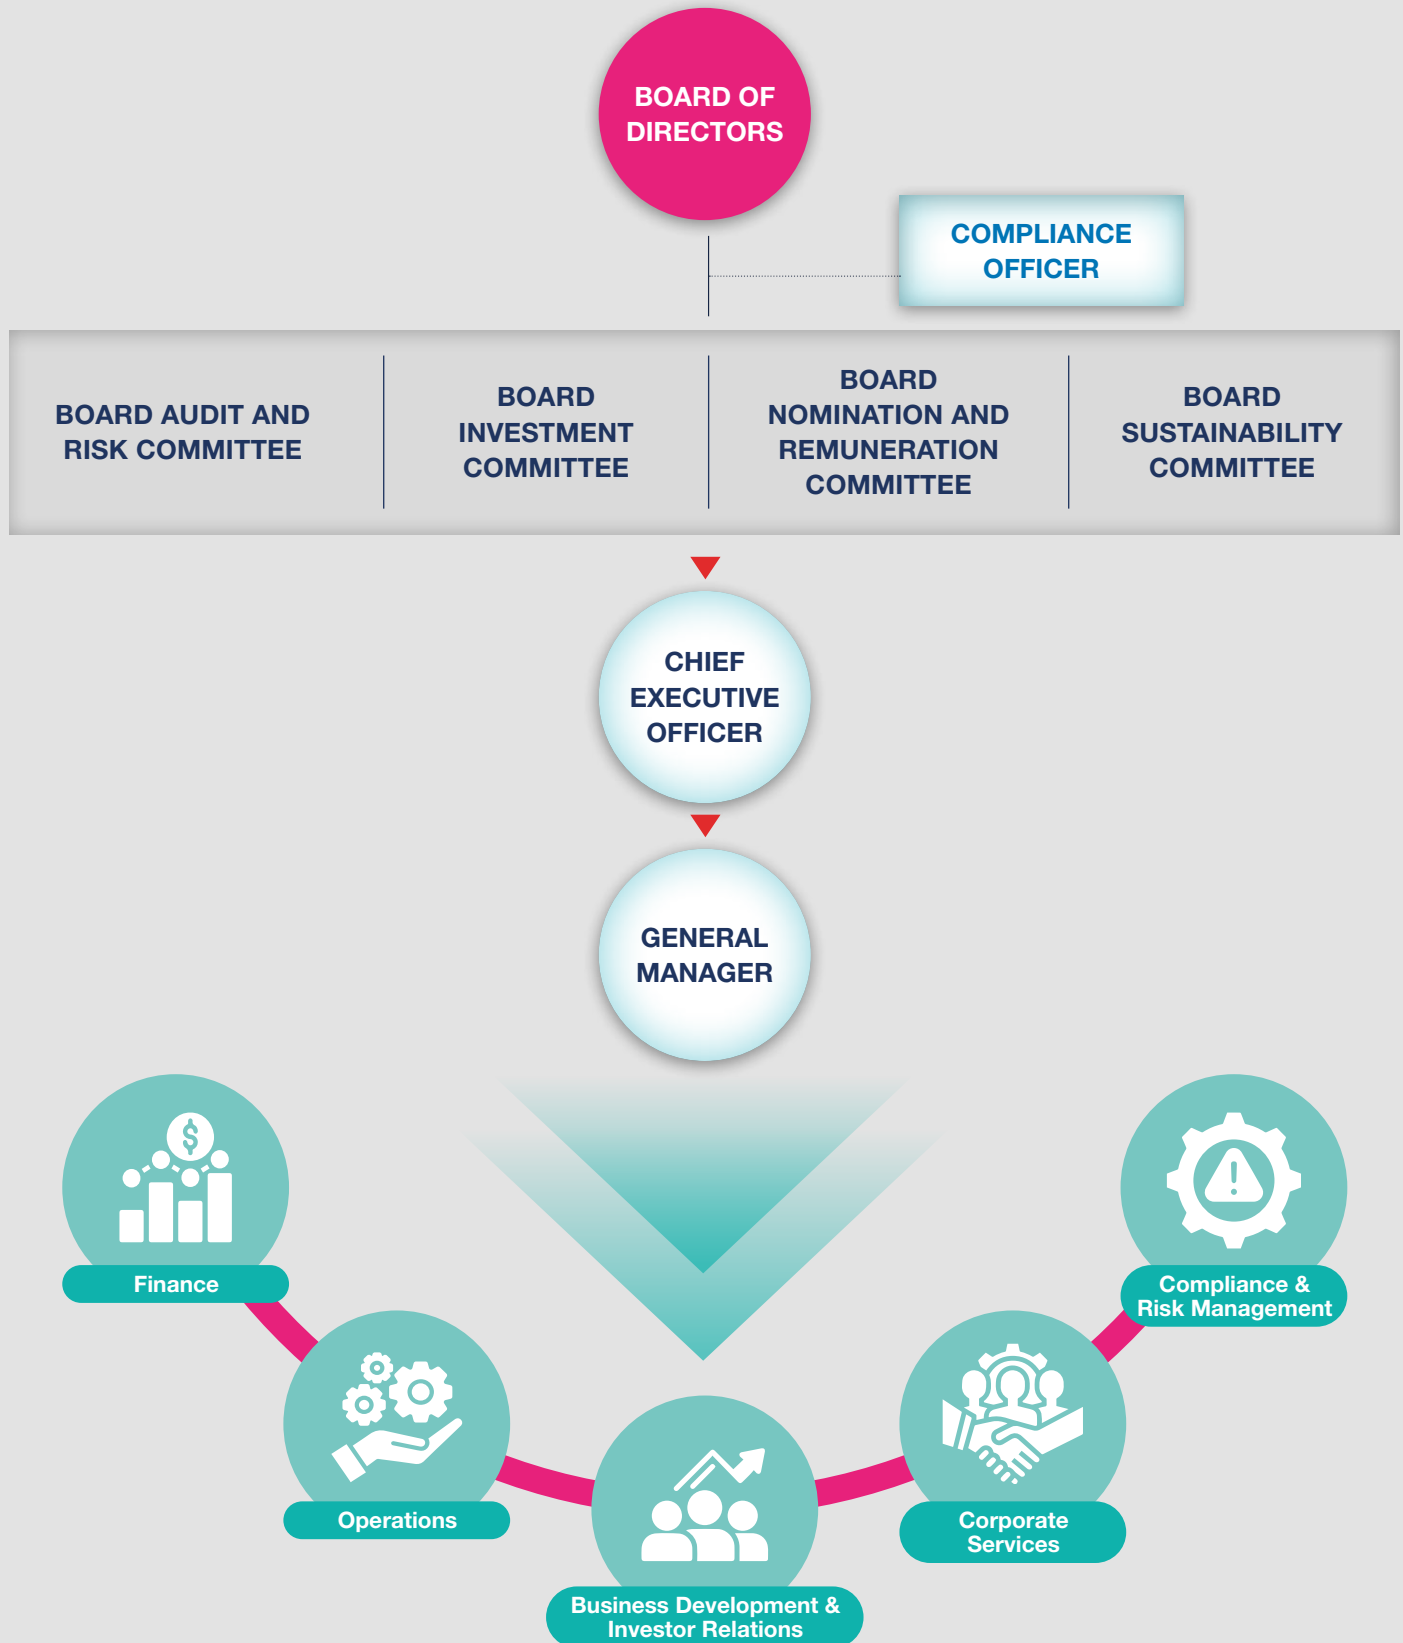 BOARD OF
DIRECTORS
COMPLIANCE
OFFICER
BOARD AUDIT AND
RISK COMMITTEE
BOARD
INVESTMENT
COMMITTEE
BOARD
NOMINATION AND
REMUNERATION
COMMITTEE
BOARD
SUSTAINABILITY
COMMITTEE
CHIEF
EXECUTIVE
OFFICER
GENERAL
MANAGER
$
Finance
Operations
Business Development &
Investor Relations
Corporate
Services
!
Compliance &
Risk Management